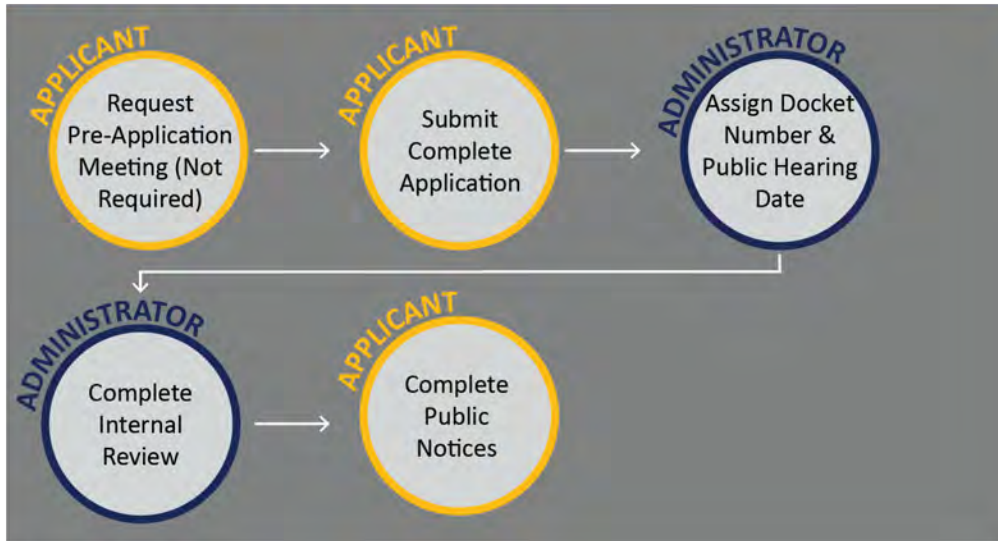 APPLICANT
Request
Pre-Application
Meeting (Not
Required)
APPLICANT
Submit
Complete
Application
ADMINISTRATOR
Assign Docket
Number &
Public Hearing
Date
ADMINISTRATOR
Complete
Internal
Review
APPLICANT
Complete
Public
Notices